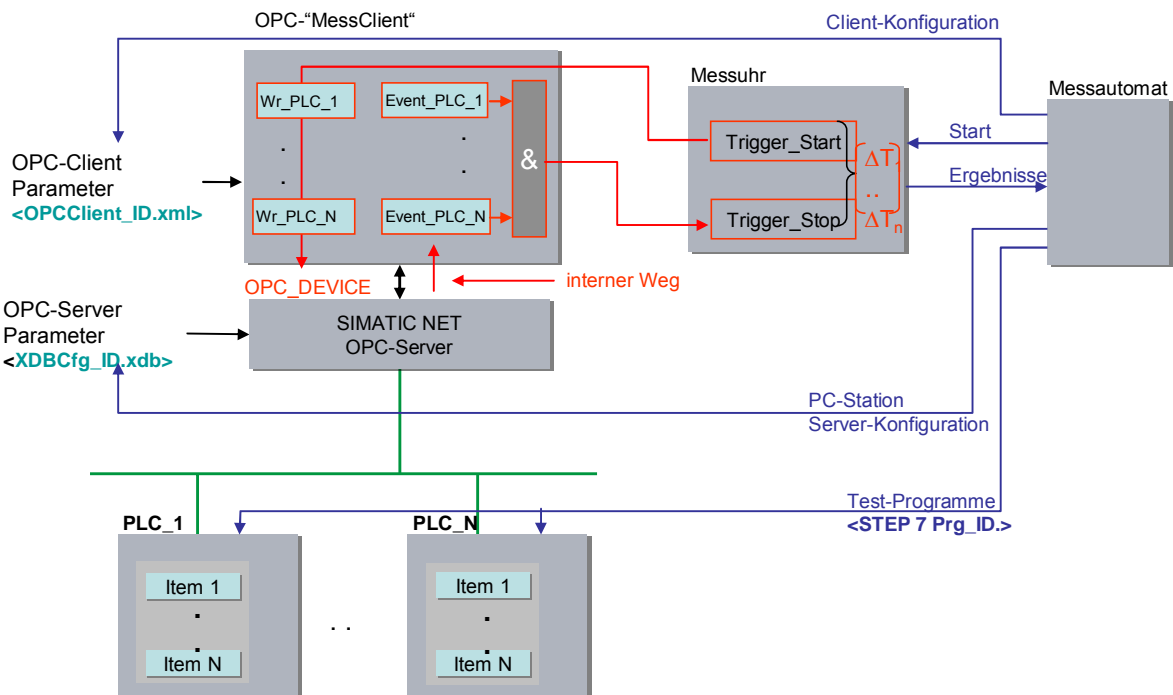 OPC-“MessClient“
Client-Konfiguration
Messuhr
Messautomat
Wr_PLC_1
Event_PLC_1
.
.
.
.
&
Wr_PLC_N
Event_PLC_N
Trigger_Start
Trigger_Stop
ΔT1
..
ΔTn
Start
Ergebnisse
OPC-Client
Parameter
<OPCClient_ID.xml>
OPC_DEVICE
interner Weg
OPC-Server
Parameter
<XDBCfg_ID.xdb>
SIMATIC NET
OPC-Server
PC-Station
Server-Konfiguration
Test-Programme
<STEP 7 Prg_ID.>
PLC_1
PLC_N
Item 1
.
.
Item N
. .
Item 1
.
.
Item N